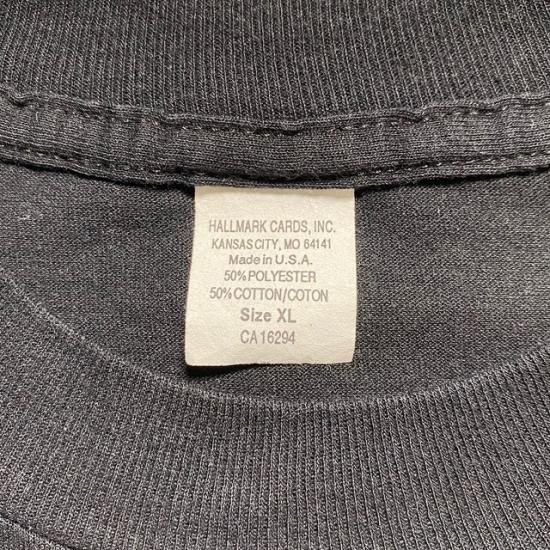 HALLMARK CARDS, INC.
KANSAS CITY, MO 64141
Made in U.S.A.
50% POLYESTER
50% COTTON/COTON
Size XL
CA 16294